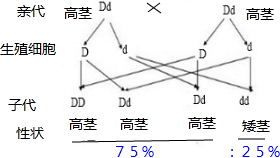 亲代 高茎 Dd × Dd 高茎
生殖细胞 D d D d
子代 DD Dd Dd dd
性状 高茎 高茎 高茎 矮茎
75% :25%